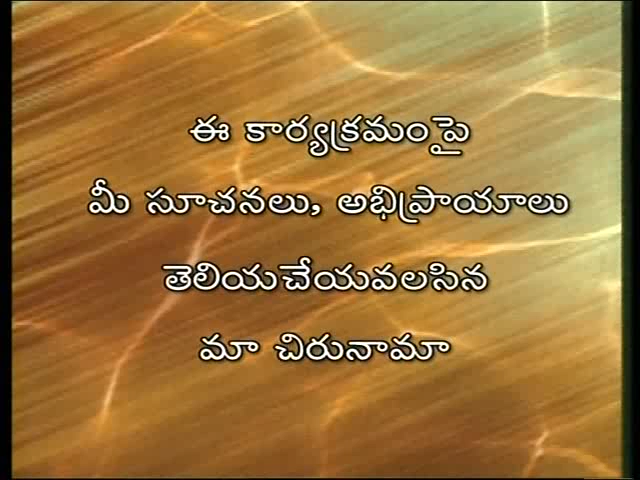 ఈ కార్యక్రమంపై
మీ సూచనలు, అభిప్రాయాలు
తెలియచేయవలసిన
మా చిరునామా